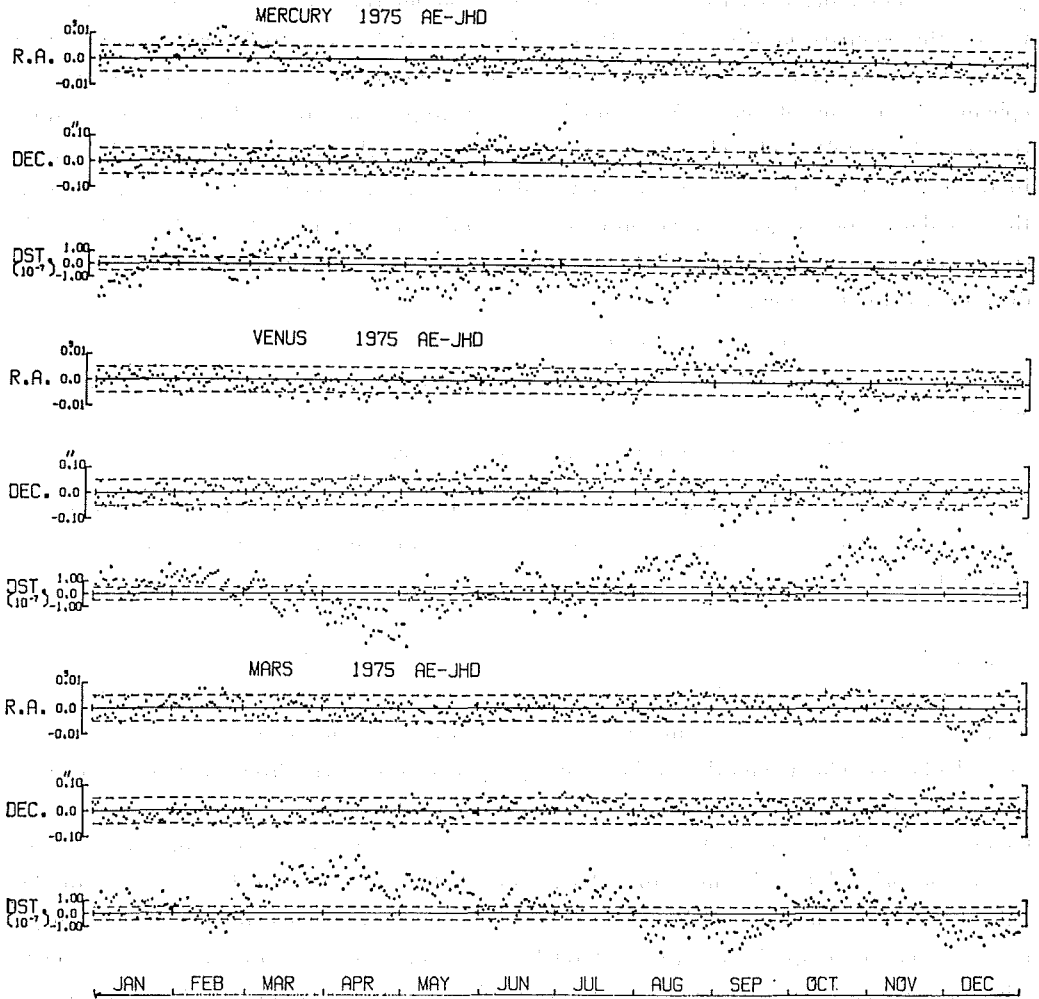 MERCURY 1975 AE-JHD
0.ˢ01
R.A. 0.0
-0.01
″
0.10
DEC. 0.0
-0.10
1.00
DST. 0.0
(10⁻⁷) -1.00
VENUS 1975 AE-JHD
0.ˢ01
R.A. 0.0
-0.01
″
0.10
DEC. 0.0
-0.10
1.00
DST. 0.0
(10⁻⁷) -1.00
MARS 1975 AE-JHD
0.ˢ01
R.A. 0.0
-0.01
″
0.10
DEC. 0.0
-0.10
1.00
DST. 0.0
(10⁻⁷) -1.00
JAN FEB MAR APR MAY JUN JUL AUG SEP OCT NOV DEC